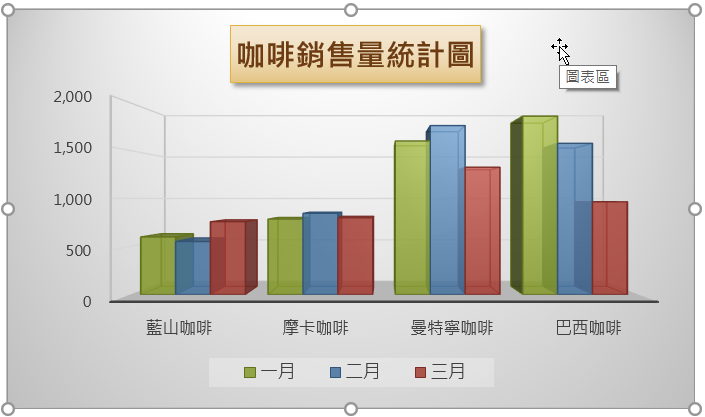 咖啡銷售量統計圖
圖表區
2,000
1,500
1,000
500
0
藍山咖啡 摩卡咖啡 曼特寧咖啡 巴西咖啡
一月 二月 三月